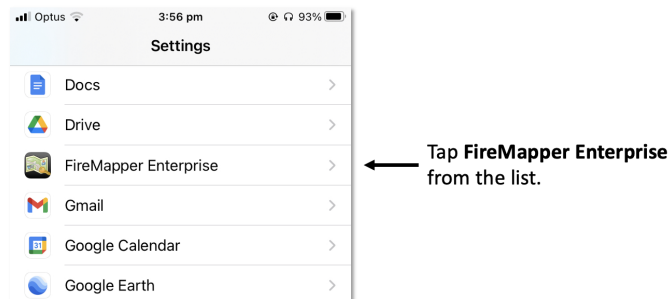 Optus 3:56 pm 93%
Settings
Docs
Drive
FireMapper Enterprise
Gmail
31 Google Calendar
Google Earth
Tap FireMapper Enterprise
from the list.